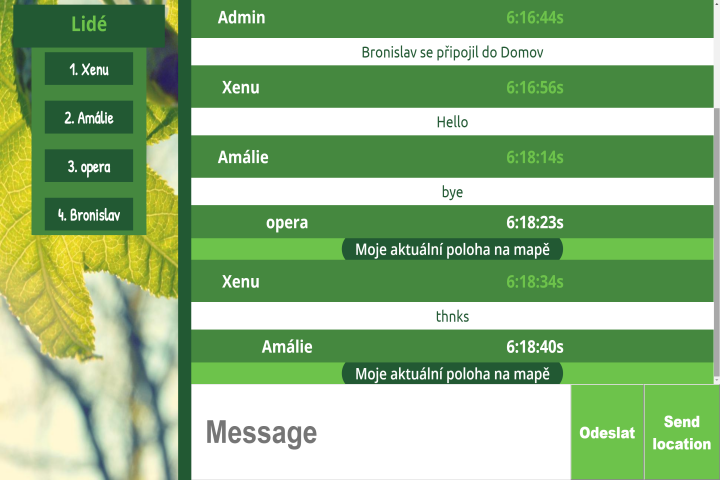 Lidé
1. Xenu
2. Amálie
3. opera
4. Bronislav
Admin 6:16:44s
Bronislav se připojil do Domov
Xenu 6:16:56s
Hello
Amálie 6:18:14s
bye
opera 6:18:23s
Moje aktuální poloha na mapě
Xenu 6:18:34s
thnks
Amálie 6:18:40s
Moje aktuální poloha na mapě
Message
Odeslat
Send
location